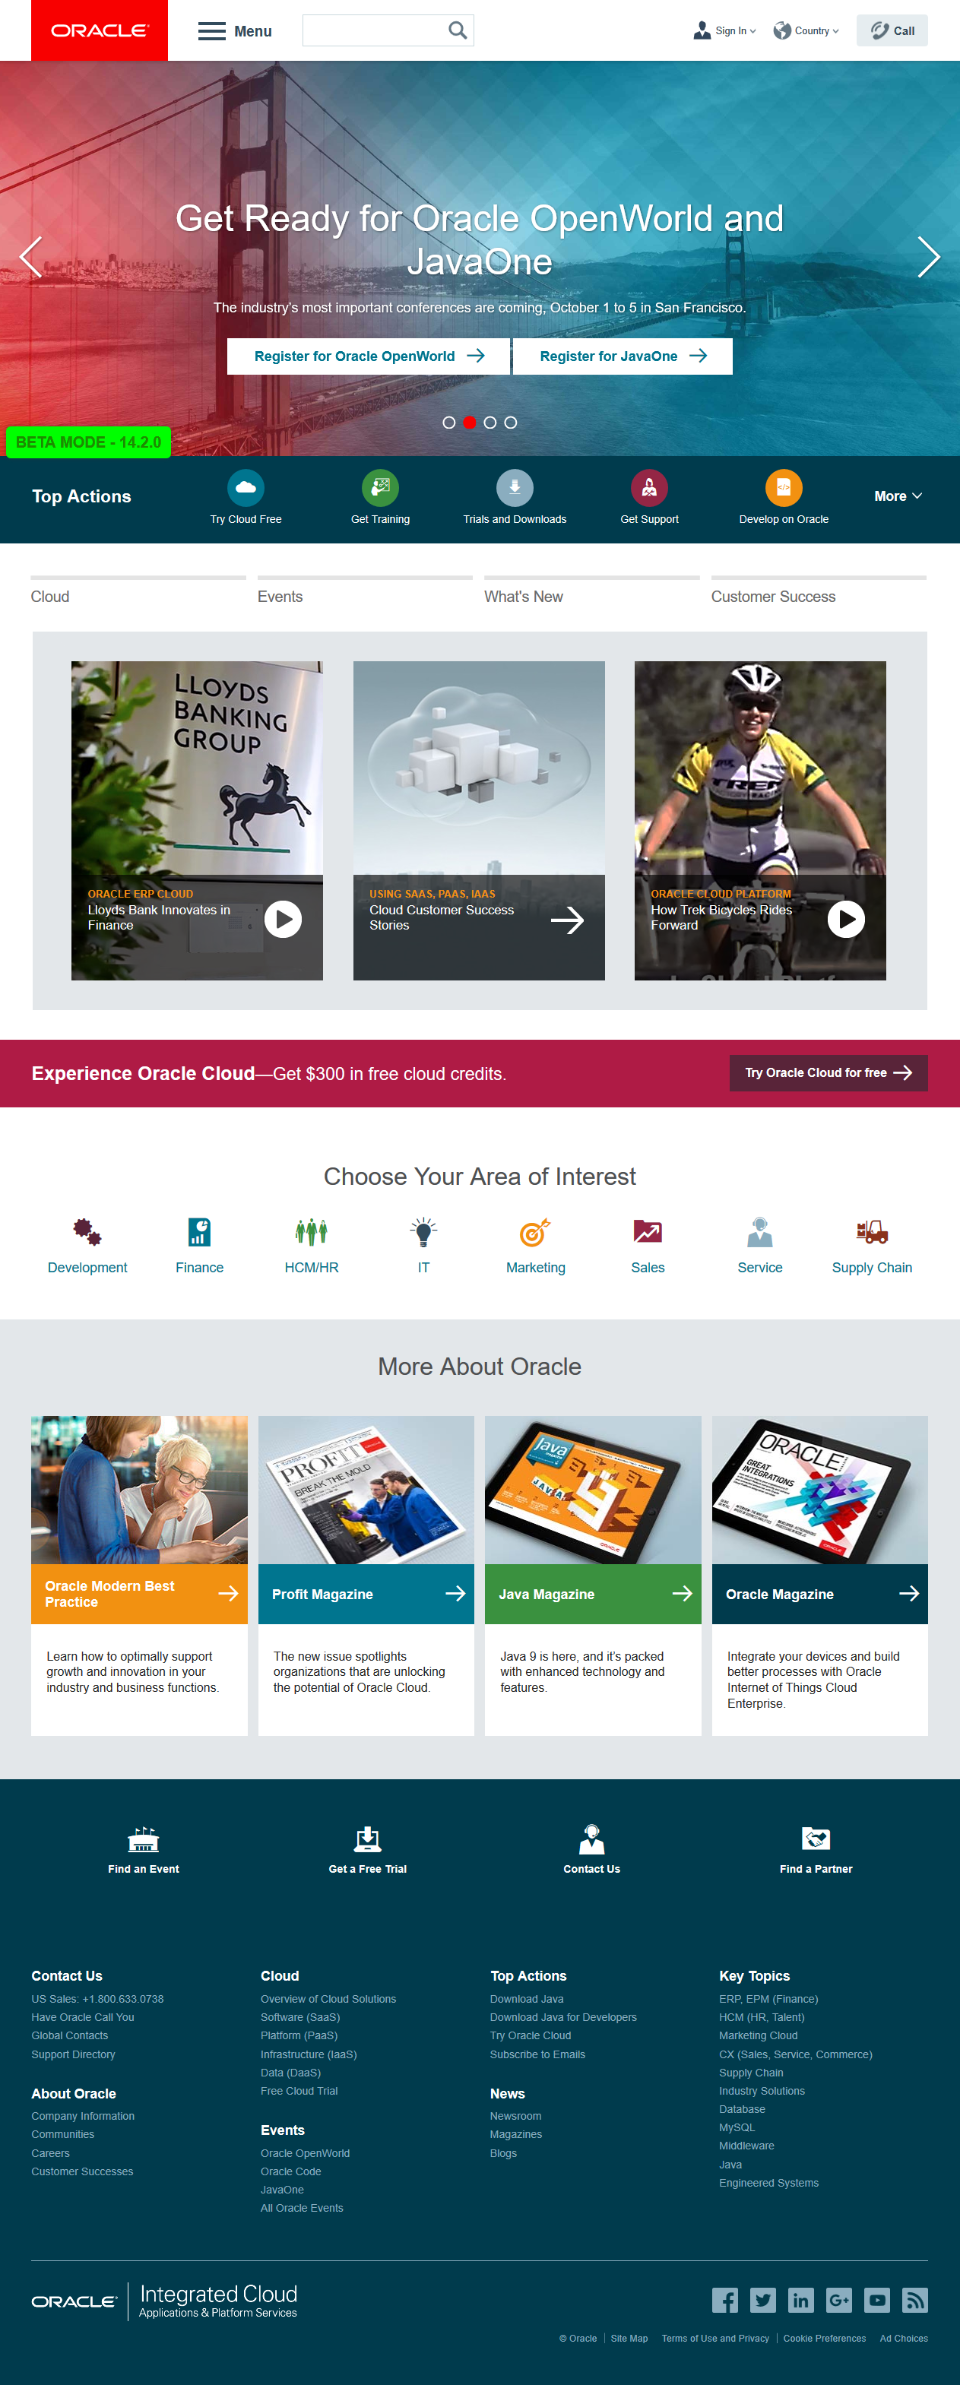 ORACLE
Menu
Sign In
Country
Call
Get Ready for Oracle OpenWorld and
JavaOne
The industry's most important conferences are coming, October 1 to 5 in San Francisco.
Register for Oracle OpenWorld
Register for JavaOne
BETA MODE - 14.2.0
Top Actions
Try Cloud Free
Get Training
Trials and Downloads
Get Support
Develop on Oracle
More
Cloud
Events
What's New
Customer Success
LLOYDS
BANKING
GROUP
ORACLE ERP CLOUD
Lloyds Bank Innovates in
Finance
USING SAAS, PAAS, IAAS
Cloud Customer Success
Stories
TREK
ORACLE CLOUD PLATFORM
How Trek Bicycles Rides
Forward
Experience Oracle Cloud—Get $300 in free cloud credits.
Try Oracle Cloud for free
Choose Your Area of Interest
Development
Finance
HCM/HR
IT
Marketing
Sales
Service
Supply Chain
More About Oracle
PROFIT
BREAK THE MOLD
java
JAVA
9
ORACLE
GREAT
INTEGRATIONS
Oracle Modern Best
Practice
Profit Magazine
Java Magazine
Oracle Magazine
Learn how to optimally support
growth and innovation in your
industry and business functions.
The new issue spotlights
organizations that are unlocking
the potential of Oracle Cloud.
Java 9 is here, and it's packed
with enhanced technology and
features.
Integrate your devices and build
better processes with Oracle
Internet of Things Cloud
Enterprise.
Find an Event
Get a Free Trial
Contact Us
Find a Partner
Contact Us
US Sales: +1.800.633.0738
Have Oracle Call You
Global Contacts
Support Directory
About Oracle
Company Information
Communities
Careers
Customer Successes
Cloud
Overview of Cloud Solutions
Software (SaaS)
Platform (PaaS)
Infrastructure (IaaS)
Data (DaaS)
Free Cloud Trial
Events
Oracle OpenWorld
Oracle Code
JavaOne
All Oracle Events
Top Actions
Download Java
Download Java for Developers
Try Oracle Cloud
Subscribe to Emails
News
Newsroom
Magazines
Blogs
Key Topics
ERP, EPM (Finance)
HCM (HR, Talent)
Marketing Cloud
CX (Sales, Service, Commerce)
Supply Chain
Industry Solutions
Database
MySQL
Middleware
Java
Engineered Systems
ORACLE
Integrated Cloud
Applications & Platform Services
© Oracle
Site Map
Terms of Use and Privacy
Cookie Preferences
Ad Choices